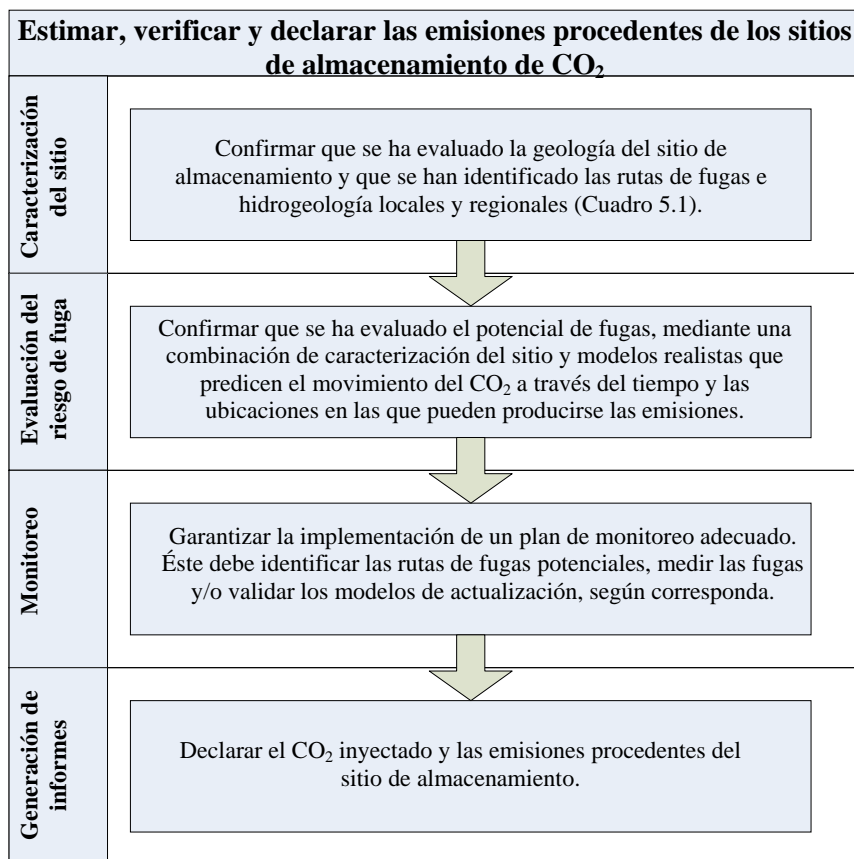 Estimar, verificar y declarar las emisiones procedentes de los sitios
de almacenamiento de CO₂
Caracterización
del sitio
Confirmar que se ha evaluado la geología del sitio de
almacenamiento y que se han identificado las rutas de fugas e
hidrogeología locales y regionales (Cuadro 5.1).
Evaluación del
riesgo de fuga
Confirmar que se ha evaluado el potencial de fugas, mediante una
combinación de caracterización del sitio y modelos realistas que
predicen el movimiento del CO₂ a través del tiempo y las
ubicaciones en las que pueden producirse las emisiones.
Monitoreo
Garantizar la implementación de un plan de monitoreo adecuado.
Éste debe identificar las rutas de fugas potenciales, medir las fugas
y/o validar los modelos de actualización, según corresponda.
Generación de
informes
Declarar el CO₂ inyectado y las emisiones procedentes del
sitio de almacenamiento.